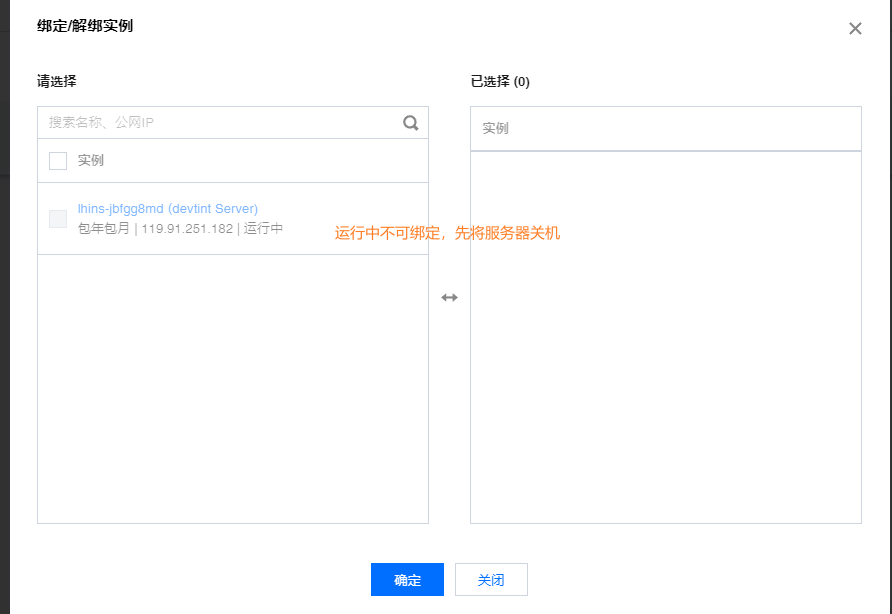 绑定/解绑实例
请选择
已选择 (0)
搜索名称、公网IP
实例
实例
lhins-jbfgg8md (devtint Server)
包年包月 | 119.91.251.182 | 运行中
运行中不可绑定，先将服务器关机
确定
关闭